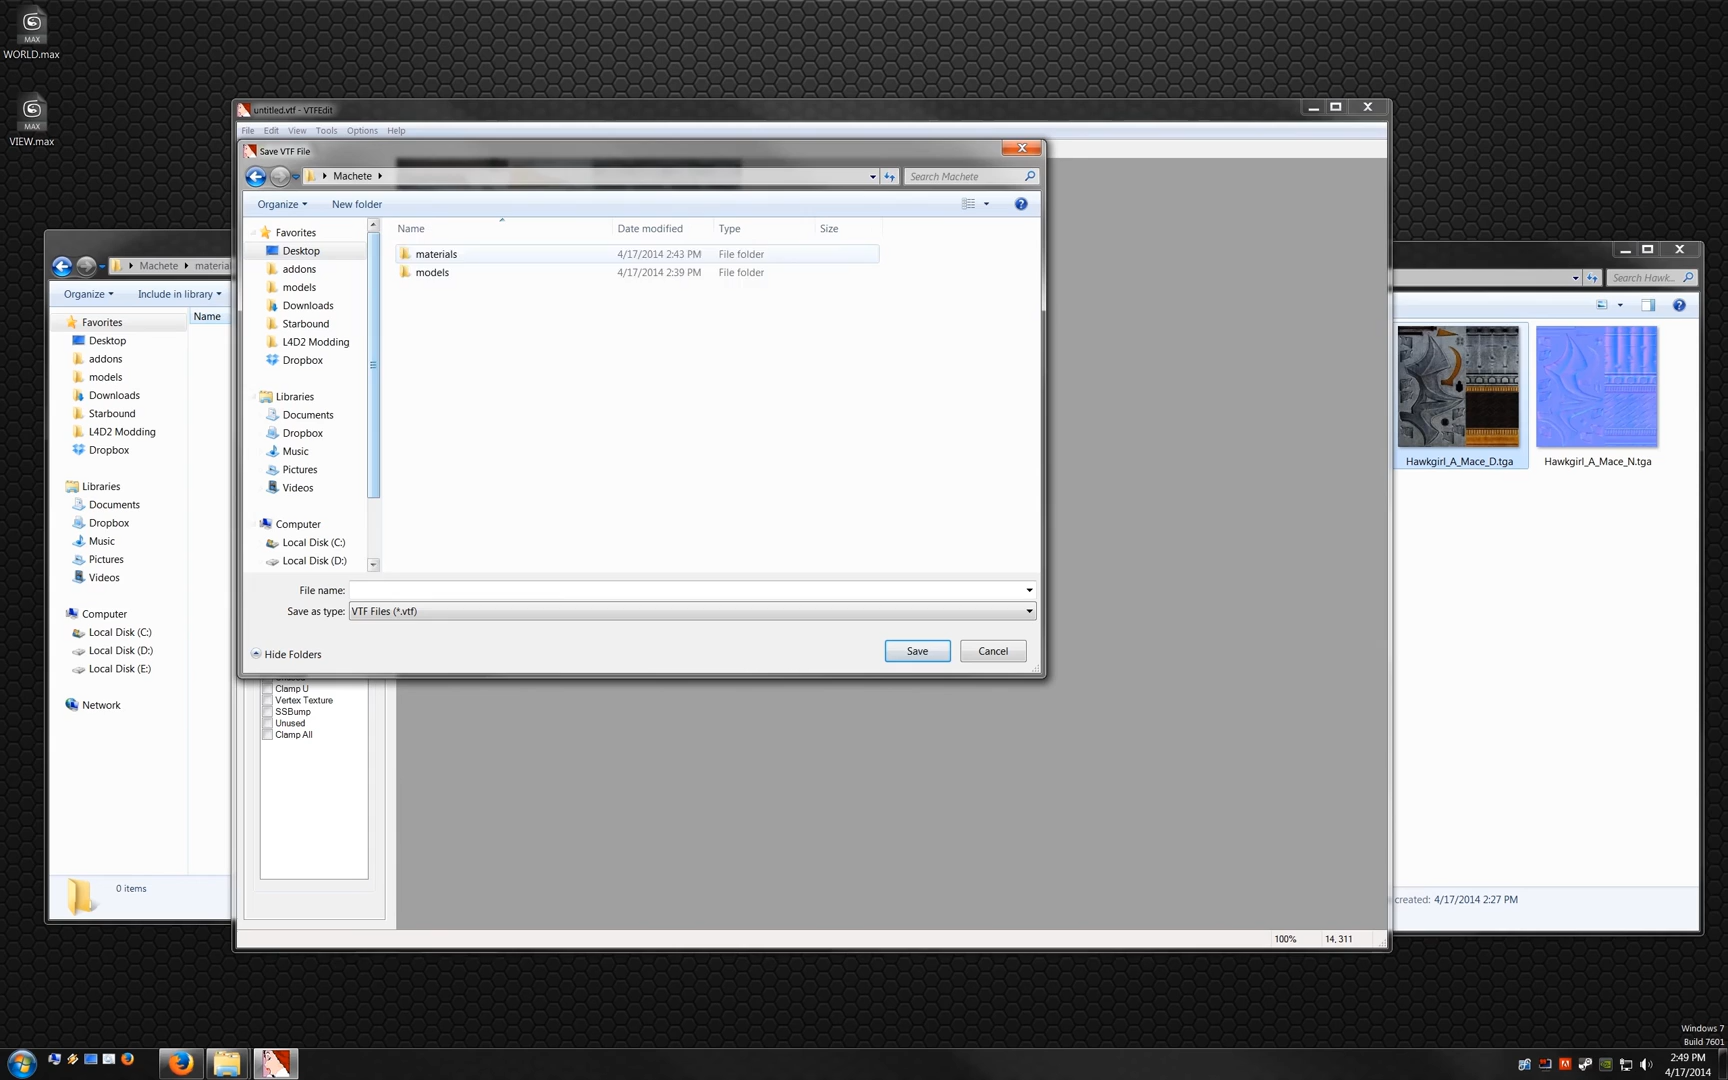 WORLD.max
VIEW.max
untitled.vtf - VTFEdit
File Edit View Tools Options Help
Save VTF File
Machete
Search Machete
Organize
New folder
Name
Date modified
Type
Size
materials
4/17/2014 2:43 PM
File folder
models
4/17/2014 2:39 PM
File folder
Favorites
Desktop
addons
models
Downloads
Starbound
L4D2 Modding
Dropbox
Libraries
Documents
Dropbox
Music
Pictures
Videos
Computer
Local Disk (C:)
Local Disk (D:)
File name:
Save as type: VTF Files (*.vtf)
Hide Folders
Save
Cancel
Clamp U
Vertex Texture
SSBump
Unused
Clamp All
100%
14, 311
Machete
Organize
Include in library
Name
Favorites
Desktop
addons
models
Downloads
Starbound
L4D2 Modding
Dropbox
Libraries
Documents
Dropbox
Music
Pictures
Videos
Computer
Local Disk (C:)
Local Disk (D:)
Local Disk (E:)
Network
0 items
Search Hawk...
Hawkgirl_A_Mace_D.tga
Hawkgirl_A_Mace_N.tga
created: 4/17/2014 2:27 PM
Windows 7
Build 7601
2:49 PM
4/17/2014